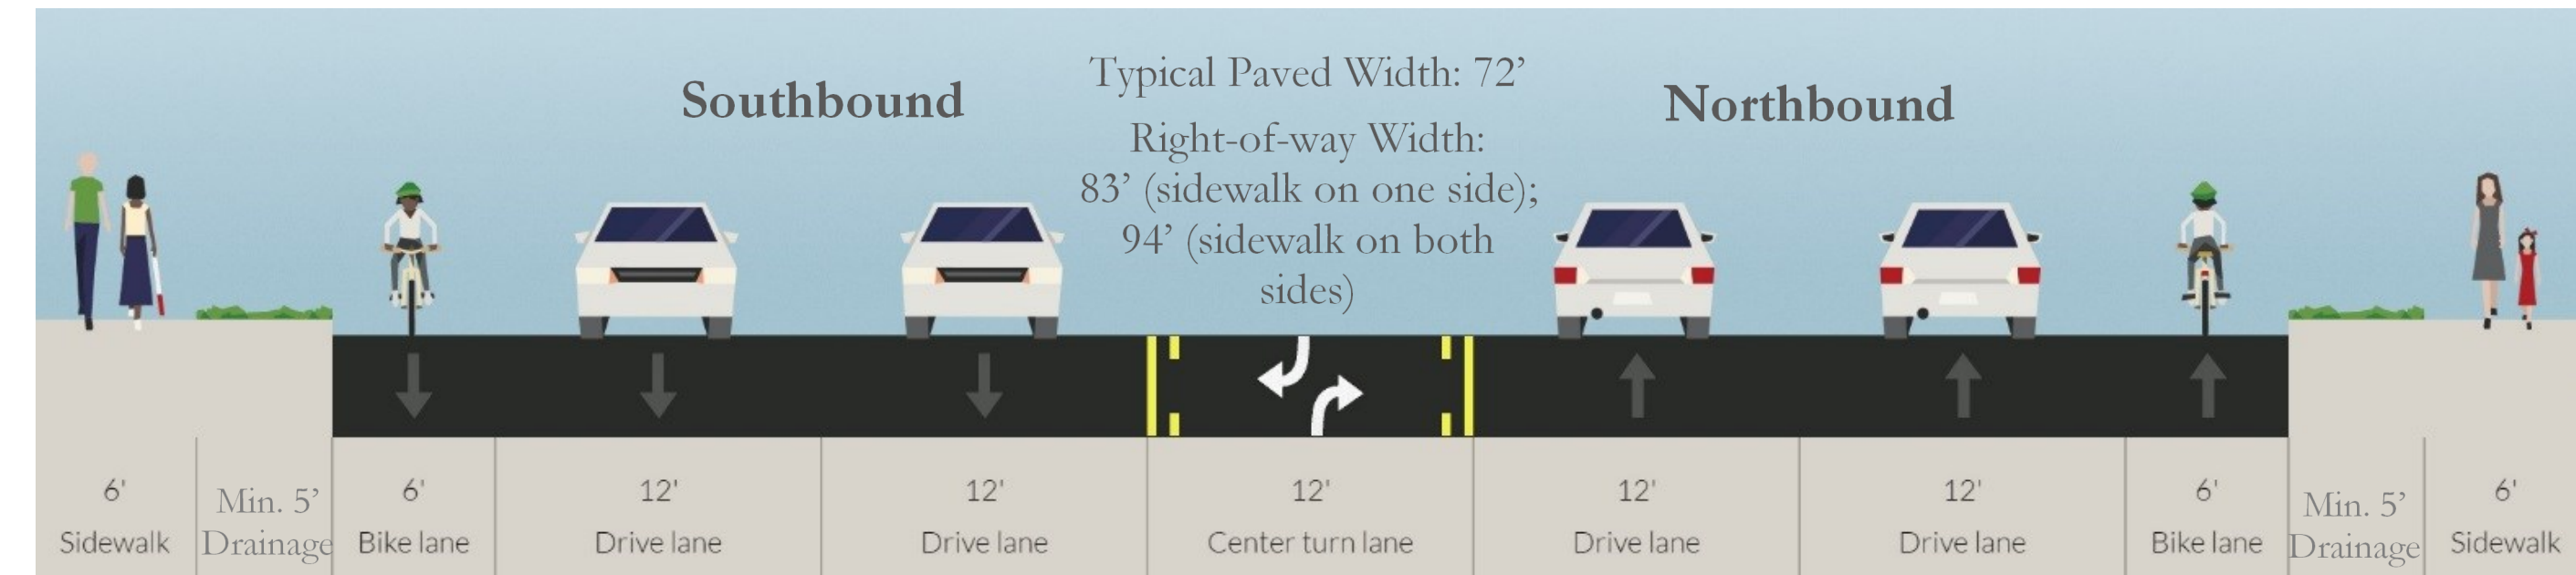 Southbound
Typical Paved Width: 72’
Right-of-way Width:
83’ (sidewalk on one side);
94’ (sidewalk on both
sides)
Northbound
6'
Sidewalk
Min. 5’
Drainage
6'
Bike lane
12'
Drive lane
12'
Drive lane
12'
Center turn lane
12'
Drive lane
12'
Drive lane
6'
Bike lane
Min. 5’
Drainage
6'
Sidewalk